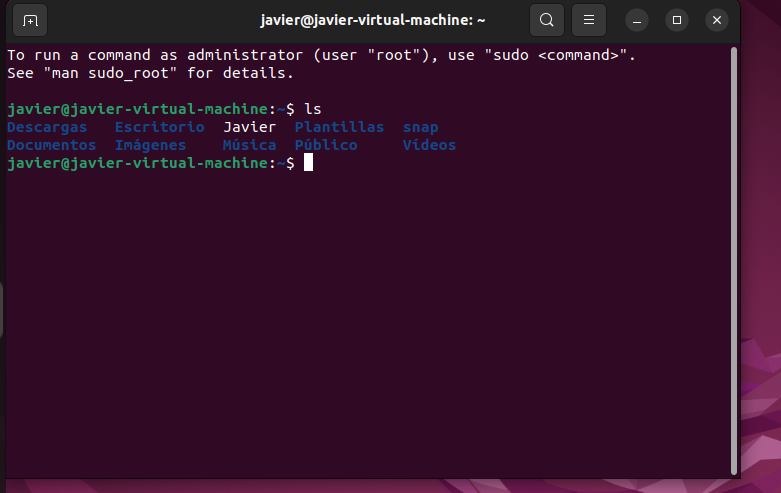 javier@javier-virtual-machine: ~
To run a command as administrator (user "root"), use "sudo <command>".
See "man sudo_root" for details.
javier@javier-virtual-machine:~$ ls
Descargas   Escritorio  Javier  Plantillas  snap
Documentos  Imágenes    Música  Público     Vídeos
javier@javier-virtual-machine:~$